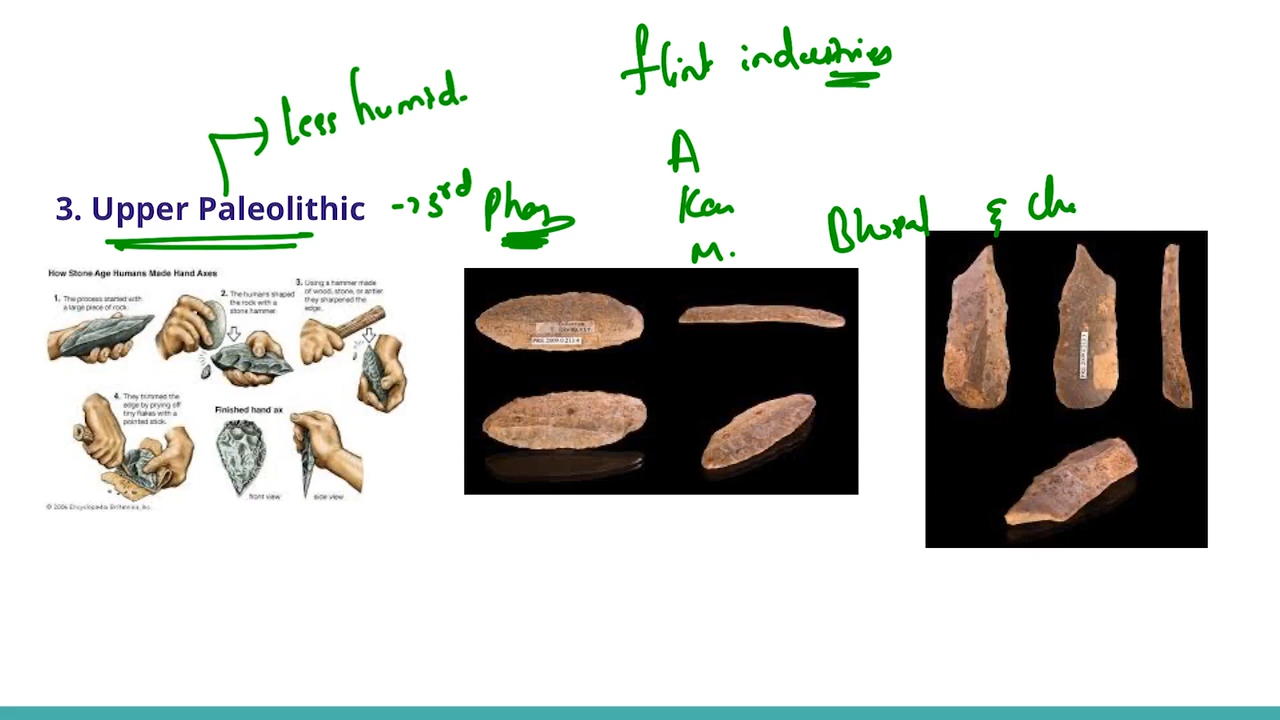 flint industries
Less humid.
A
3. Upper Paleolithic
3rd phase
Kan
M.
Bhopal & Cho
How Stone Age Humans Made Hand Axes
1. The process started with
a large piece of rock.
2. The humans shaped
the rock with a
stone hammer.
3. Using a hammer made
of wood, stone, or antler
they sharpened the
edge.
4. They trimmed the
edge by prying off
tiny flakes with a
pointed stick.
Finished hand ax
front view
side view
© 2006 Encyclopædia Britannica, Inc.